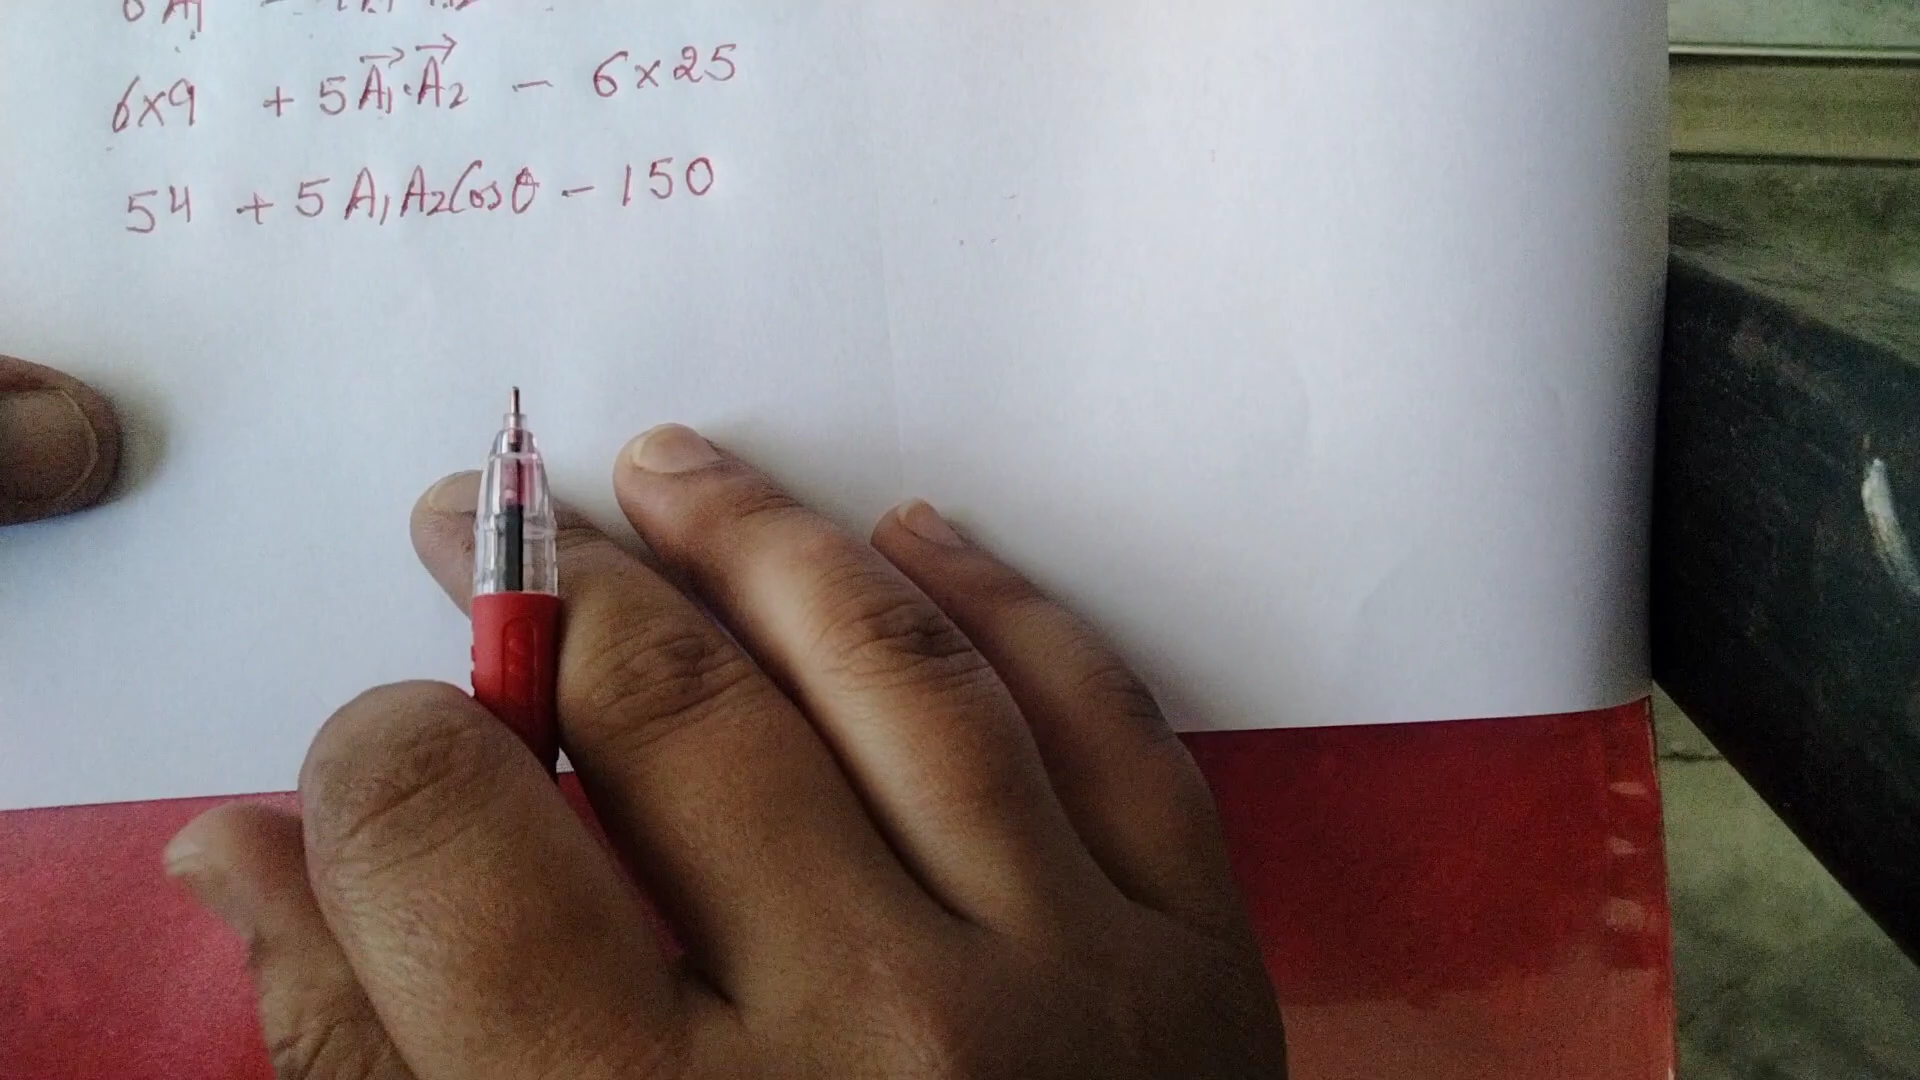 6×9 + 5A⃗₁·A⃗₂ − 6×25
54 + 5A₁A₂Cosθ − 150